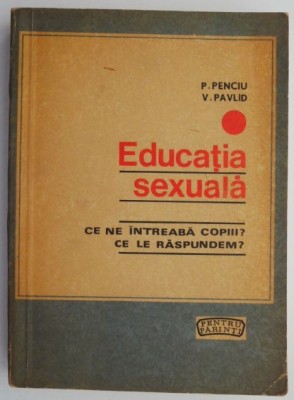 P. PENCIU
V. PAVLID
Educația
sexuală
CE NE ÎNTREABĂ COPIII?
CE LE RĂSPUNDEM?
PENTRU
PĂRINȚI